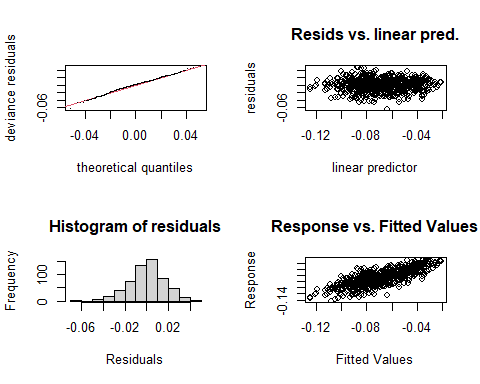 deviance residuals
-0.06
-0.04 0.00 0.04
theoretical quantiles
Resids vs. linear pred.
residuals
-0.06
-0.12 -0.08 -0.04
linear predictor
Histogram of residuals
Frequency
0 100
-0.06 -0.02 0.02
Residuals
Response vs. Fitted Values
Response
-0.14
-0.12 -0.08 -0.04
Fitted Values